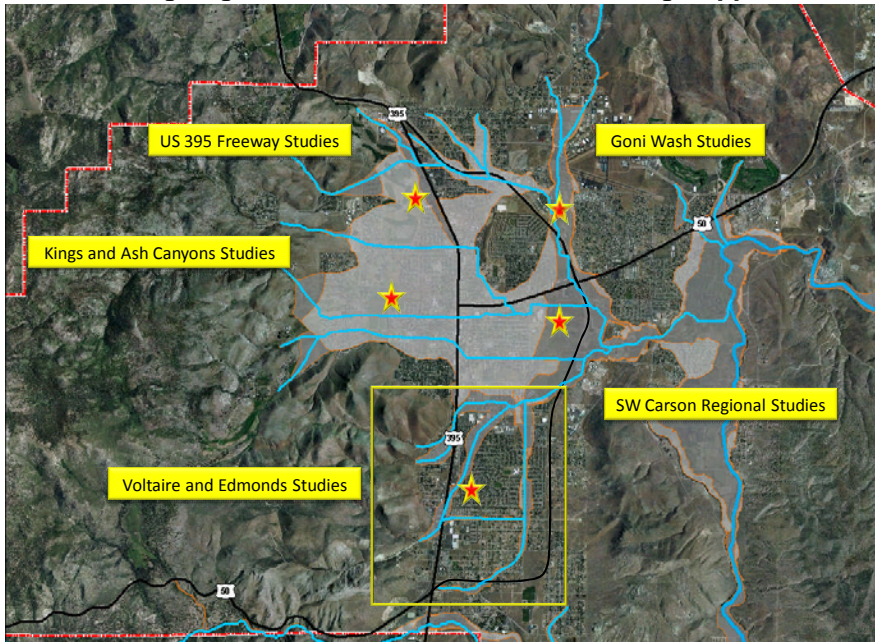 395
US 395 Freeway Studies
Goni Wash Studies
50
Kings and Ash Canyons Studies
SW Carson Regional Studies
395
Voltaire and Edmonds Studies
50